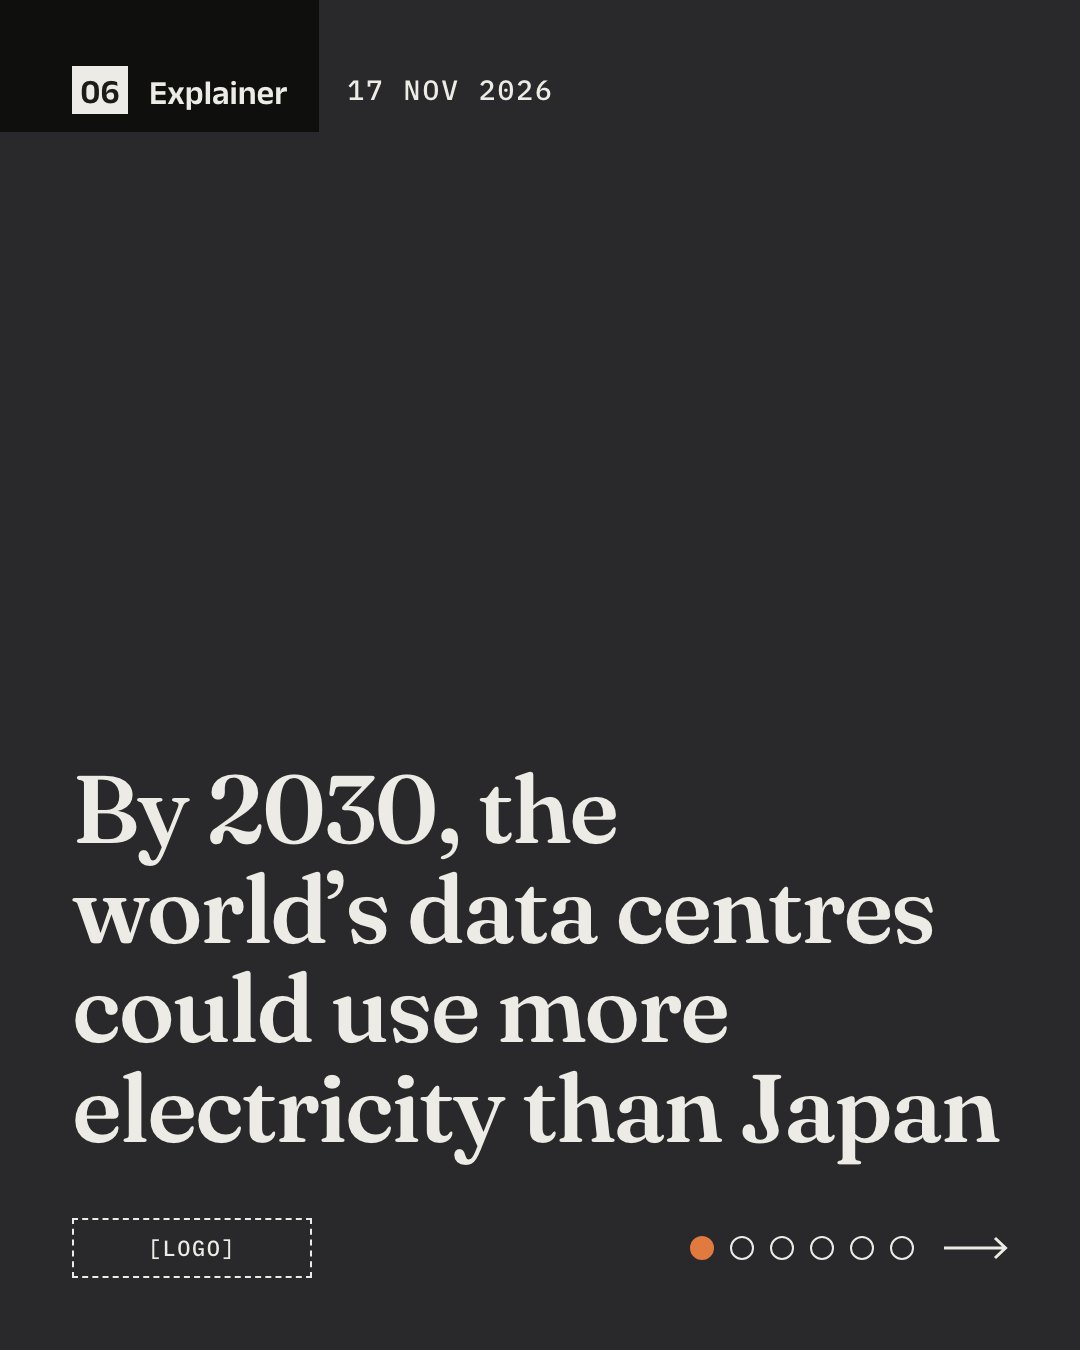 06 Explainer 17 NOV 2026
By 2030, the
world’s data centres
could use more
electricity than Japan
[LOGO]